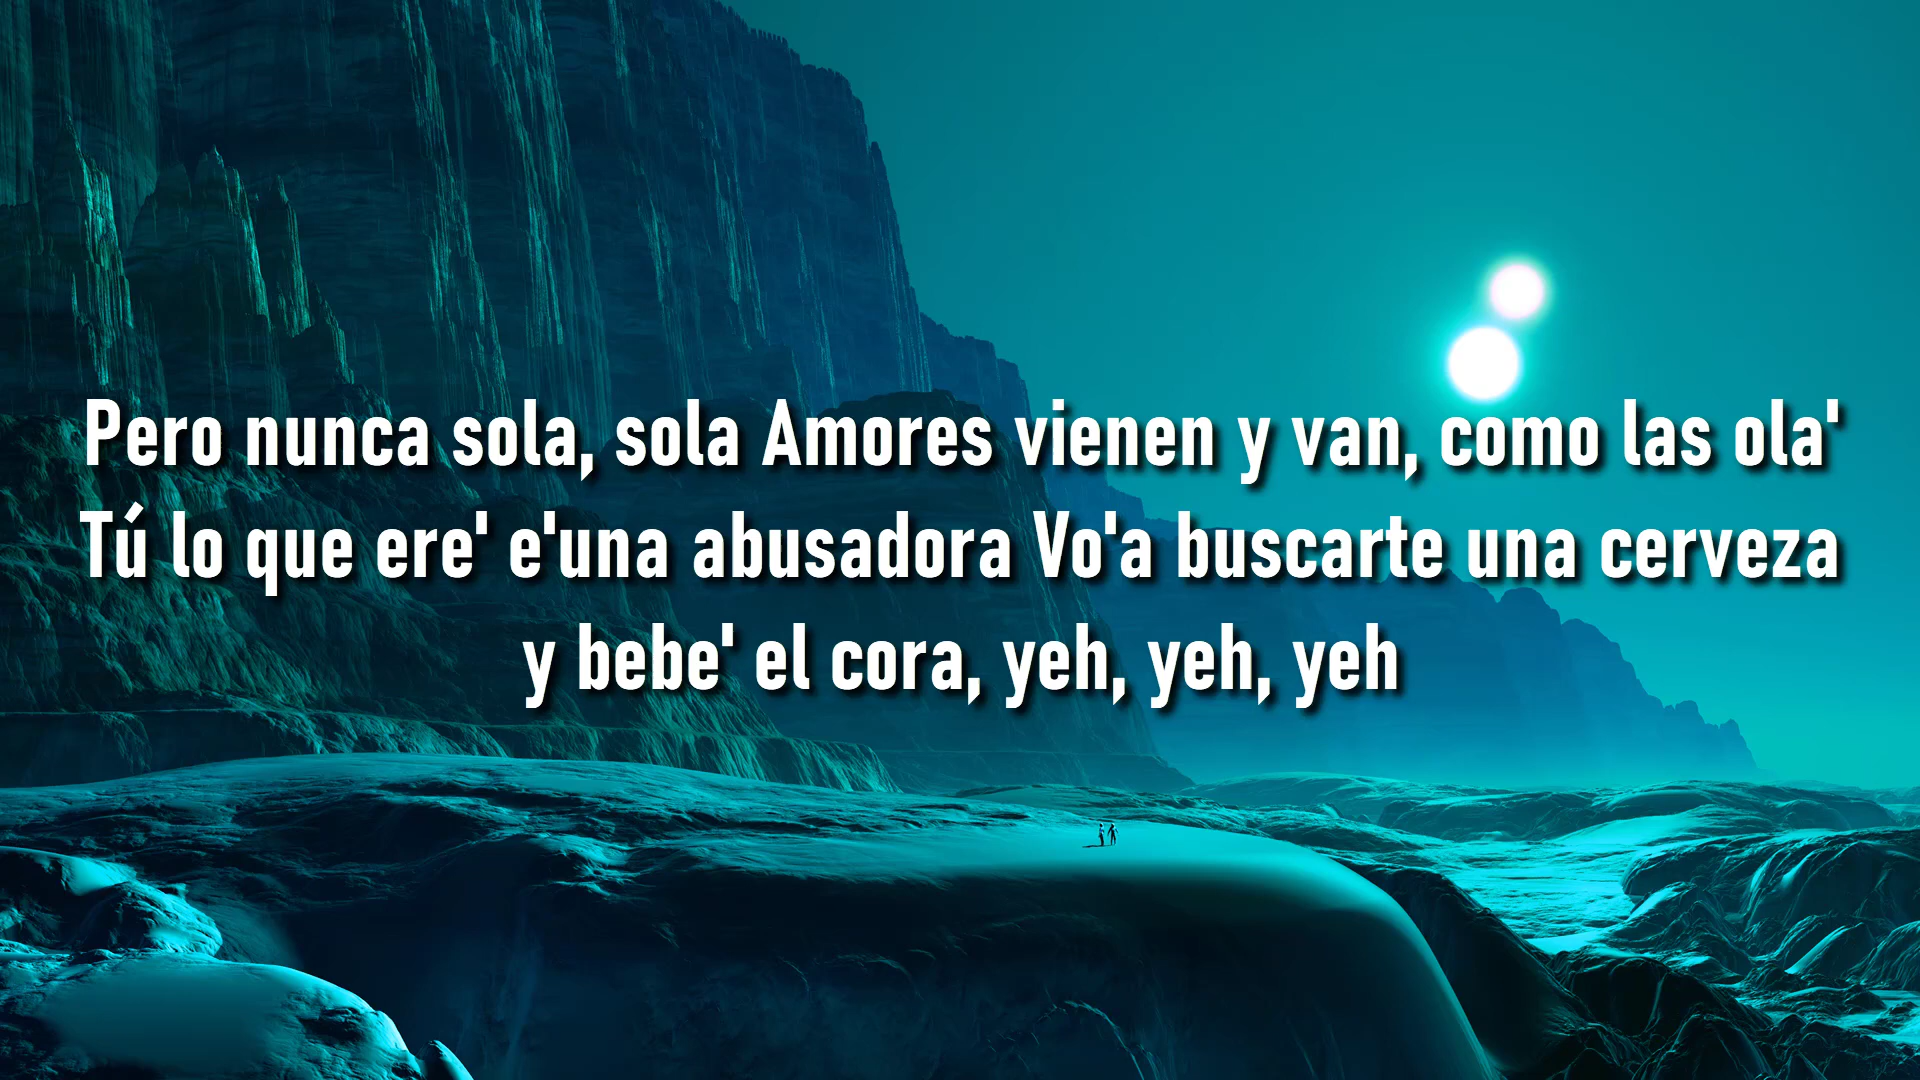 Pero nunca sola, sola Amores vienen y van, como las ola'
Tú lo que ere' e'una abusadora Vo'a buscarte una cerveza
y bebe' el cora, yeh, yeh, yeh